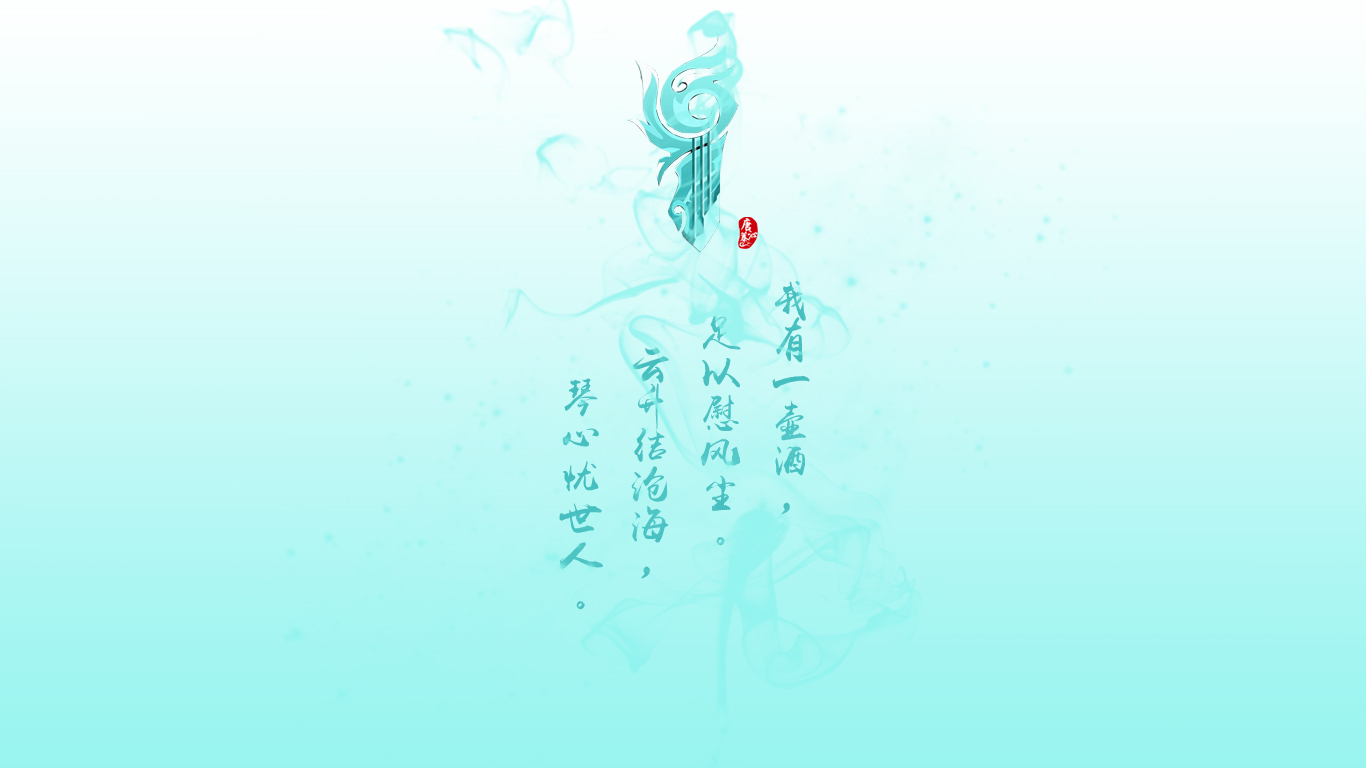 我有一壶酒，
足以慰风尘。
云升结沧海，
琴心忧世人。